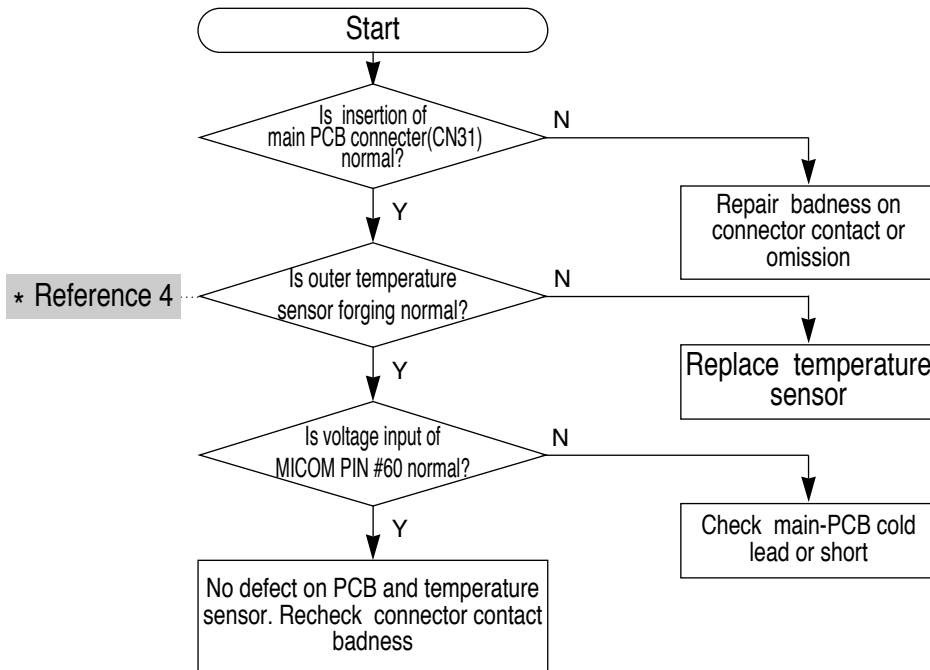 Start
Is insertion of
main PCB connecter(CN31)
normal?
N
Repair badness on
connector contact or
omission
Y
* Reference 4
Is outer temperature
sensor forging normal?
N
Replace temperature
sensor
Y
Is voltage input of
MICOM PIN #60 normal?
N
Check main-PCB cold
lead or short
Y
No defect on PCB and temperature
sensor. Recheck connector contact
badness